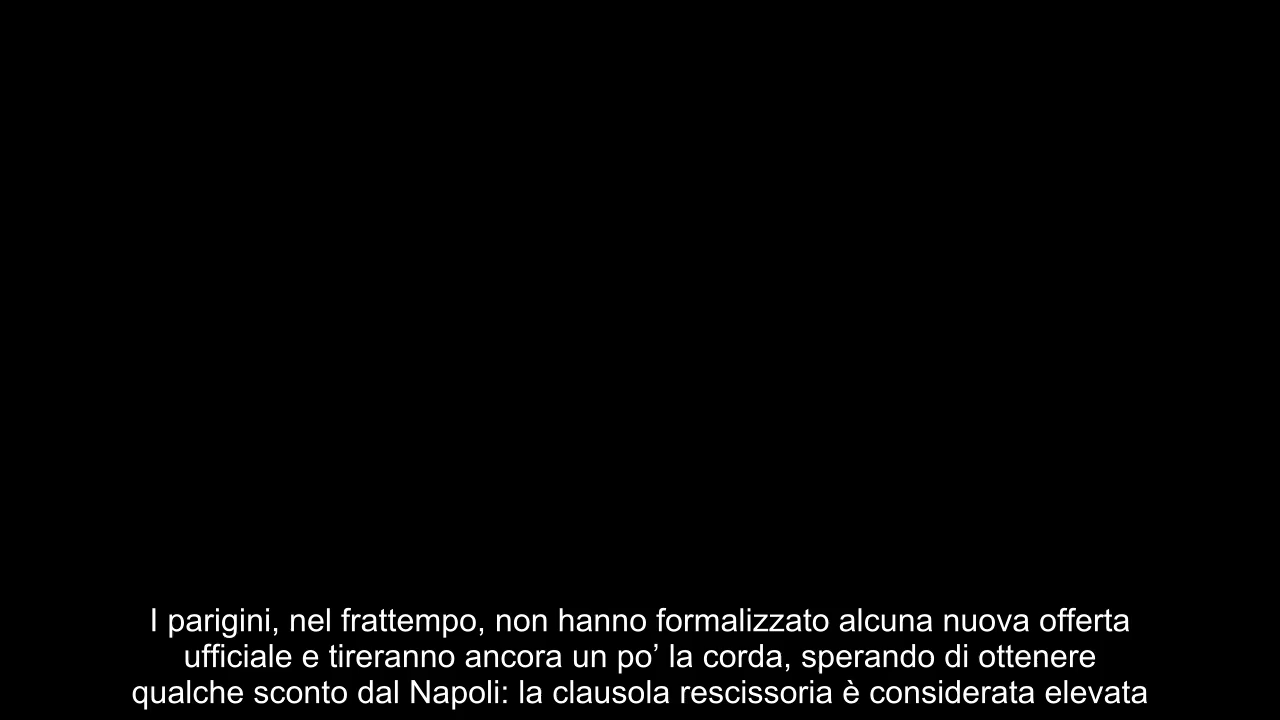 I parigini, nel frattempo, non hanno formalizzato alcuna nuova offerta
ufficiale e tireranno ancora un po’ la corda, sperando di ottenere
qualche sconto dal Napoli: la clausola rescissoria è considerata elevata